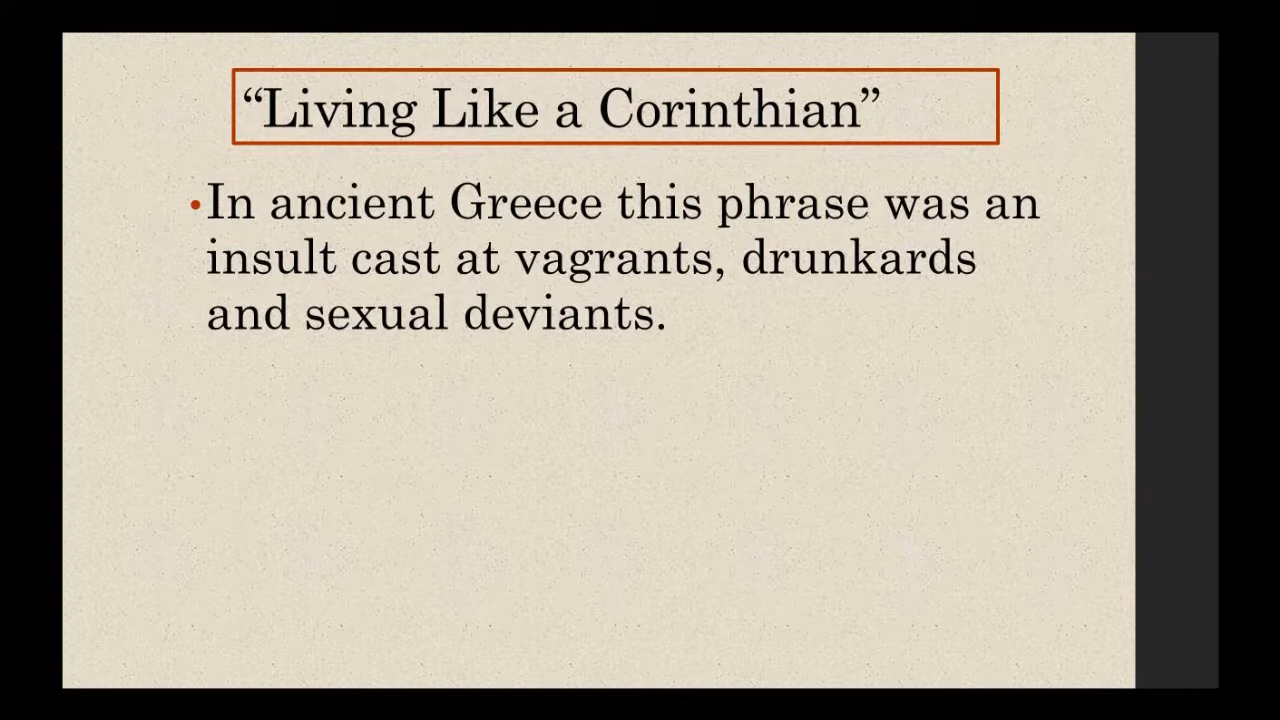 “Living Like a Corinthian”
•In ancient Greece this phrase was an
insult cast at vagrants, drunkards
and sexual deviants.